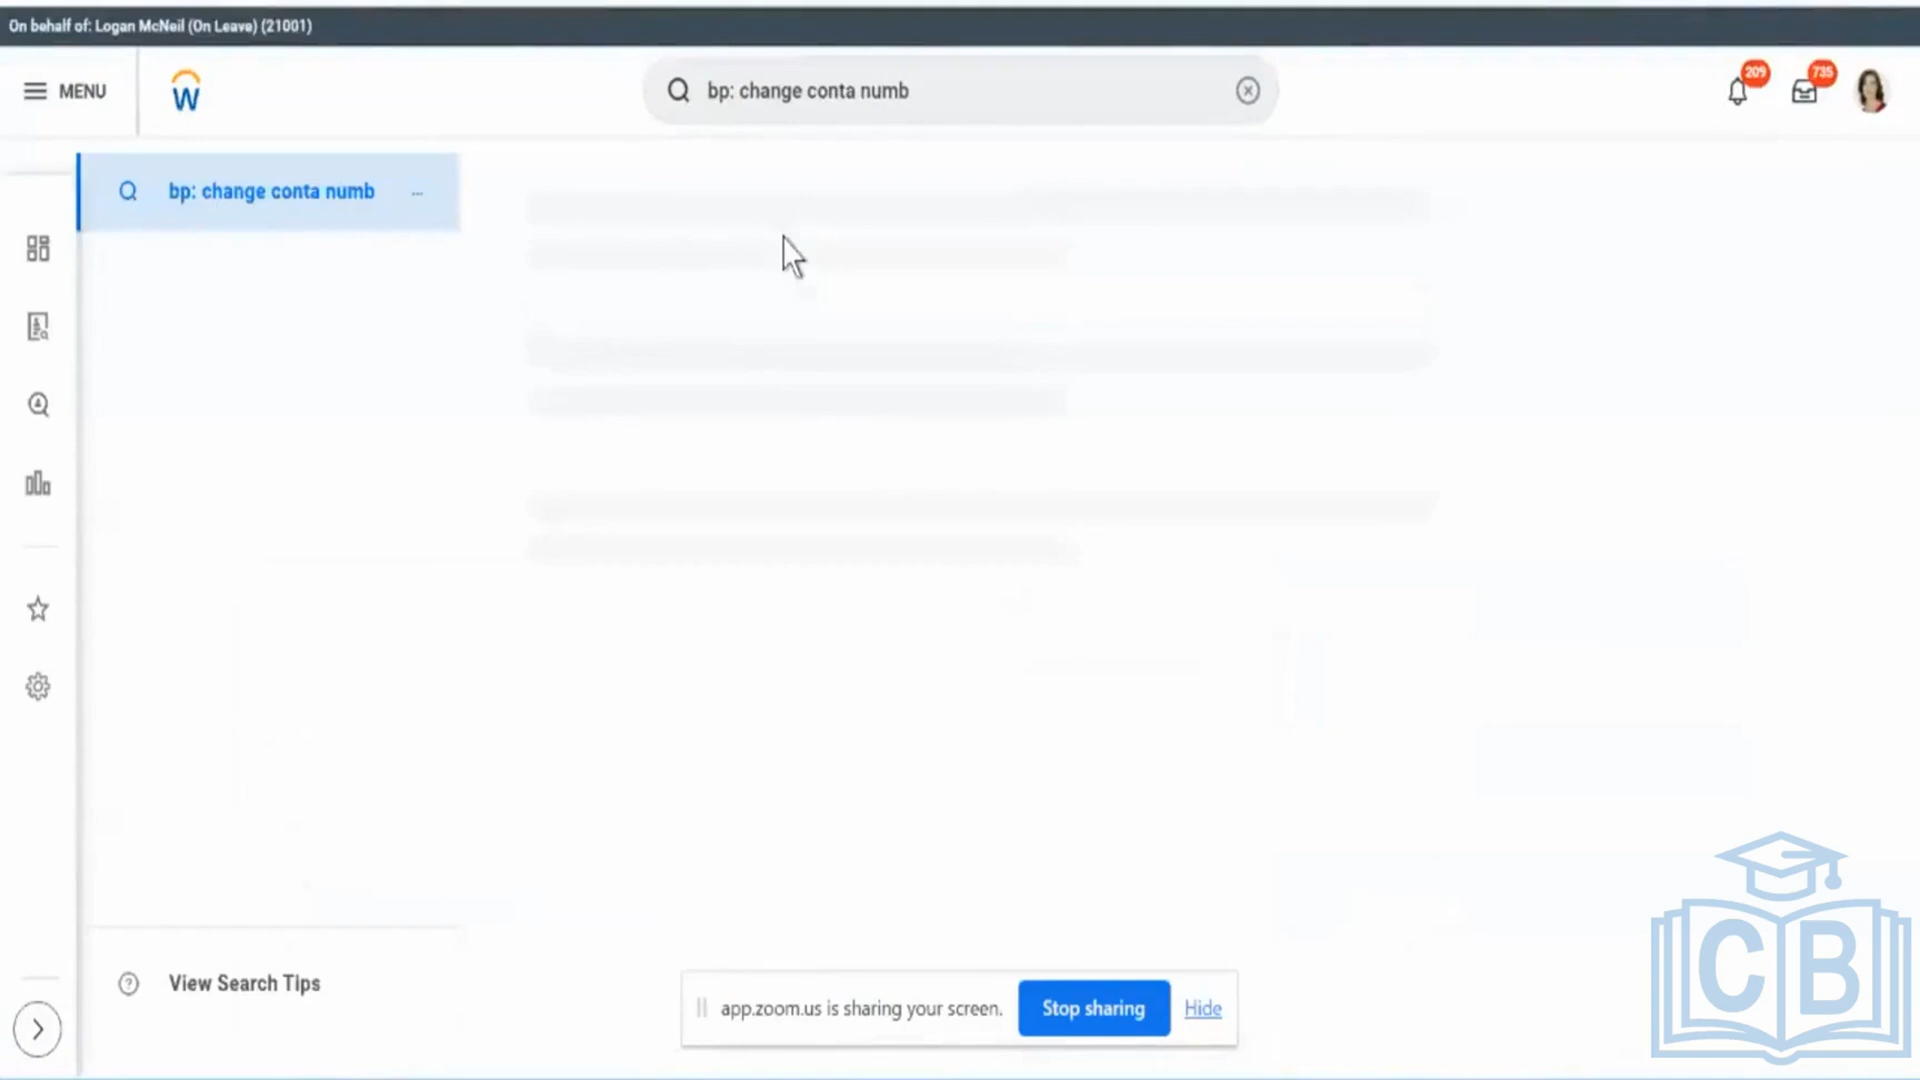 On behalf of: Logan McNeil (On Leave) (21001)
MENU
W
bp: change conta numb
209
735
bp: change conta numb
View Search Tips
app.zoom.us is sharing your screen.
Stop sharing
Hide
CB